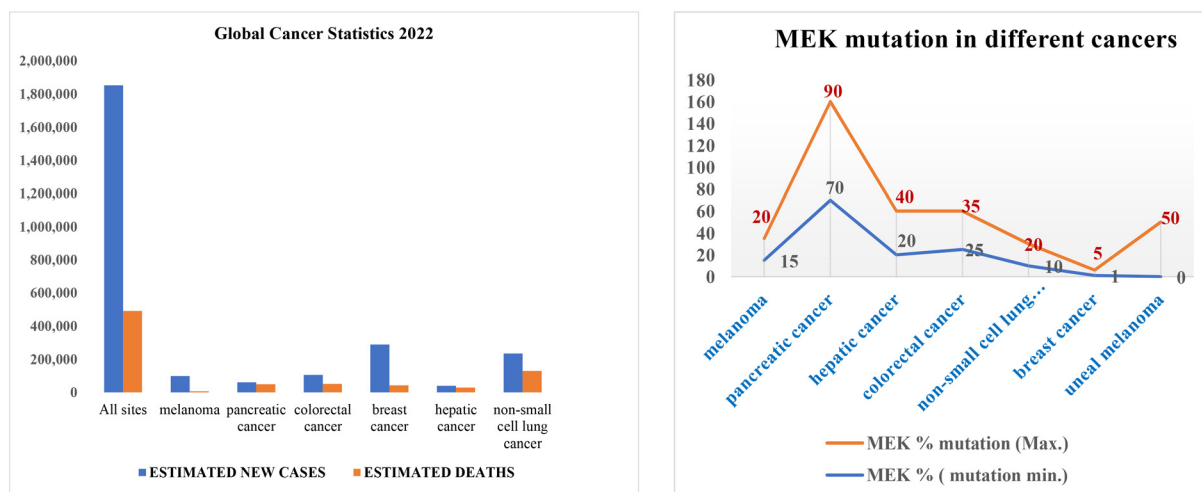 Global Cancer Statistics 2022
2,000,000
1,800,000
1,600,000
1,400,000
1,200,000
1,000,000
800,000
600,000
400,000
200,000
0
All sites
melanoma
pancreatic
cancer
colorectal
cancer
breast
cancer
hepatic
cancer
non-small
cell lung
cancer
ESTIMATED NEW CASES
ESTIMATED DEATHS
MEK mutation in different cancers
180
160
140
120
100
80
60
40
20
0
20
90
40
35
20
5
50
15
70
20
25
10
1
0
melanoma
pancreatic cancer
hepatic cancer
colorectal cancer
non-small cell lung…
breast cancer
uneal melanoma
MEK % mutation (Max.)
MEK % ( mutation min.)